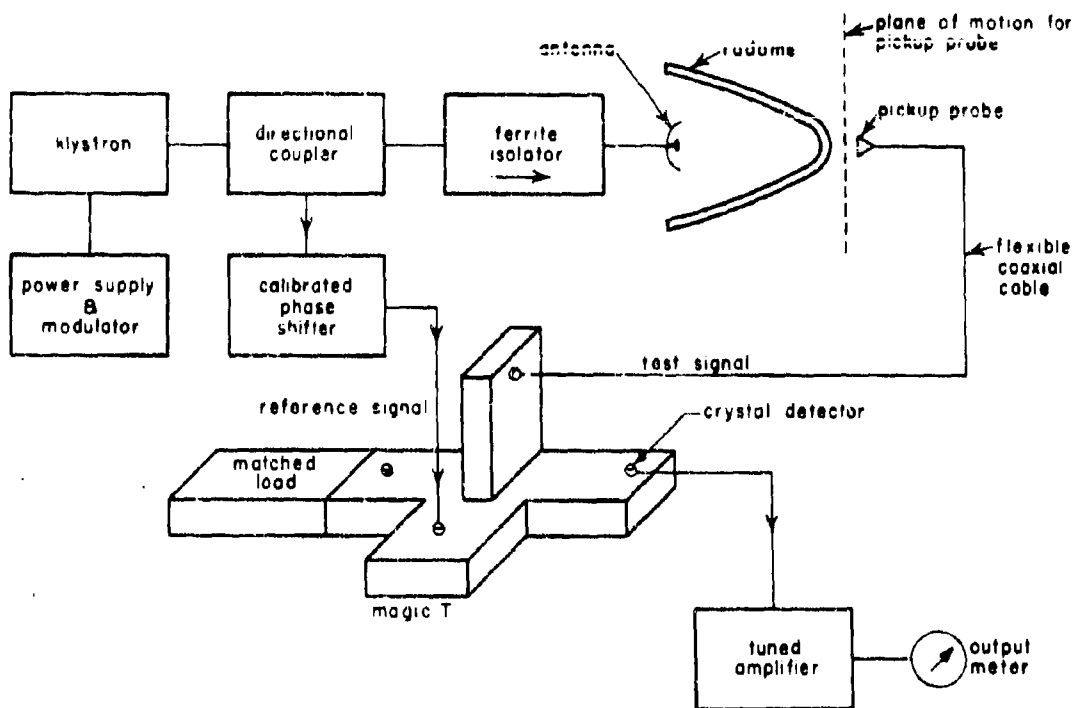 plane of motion for
pickup probe
antenna
radome
pickup probe
klystron
directional
coupler
ferrite
isolator
flexible
coaxial
cable
power supply
&
modulator
calibrated
phase
shifter
test signal
reference signal
crystal detector
matched
load
magic T
tuned
amplifier
output
meter